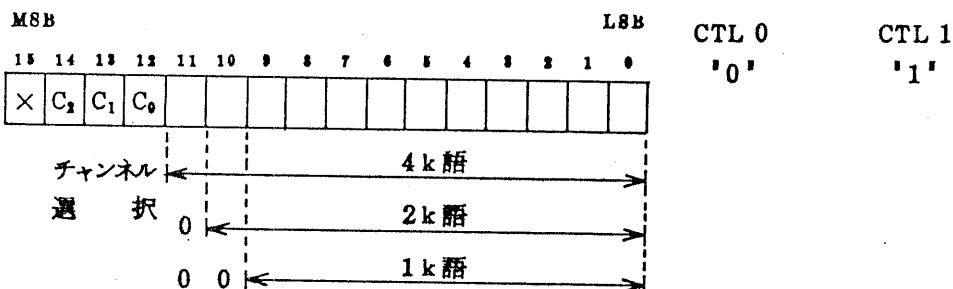 MSB LSB CTL 0 CTL 1
15 14 13 12 11 10 9 8 7 6 5 4 3 2 1 0 "0" "1"
× C₂ C₁ C₀
チャンネル 4k語
選択 0 2k語
0 0 1k語